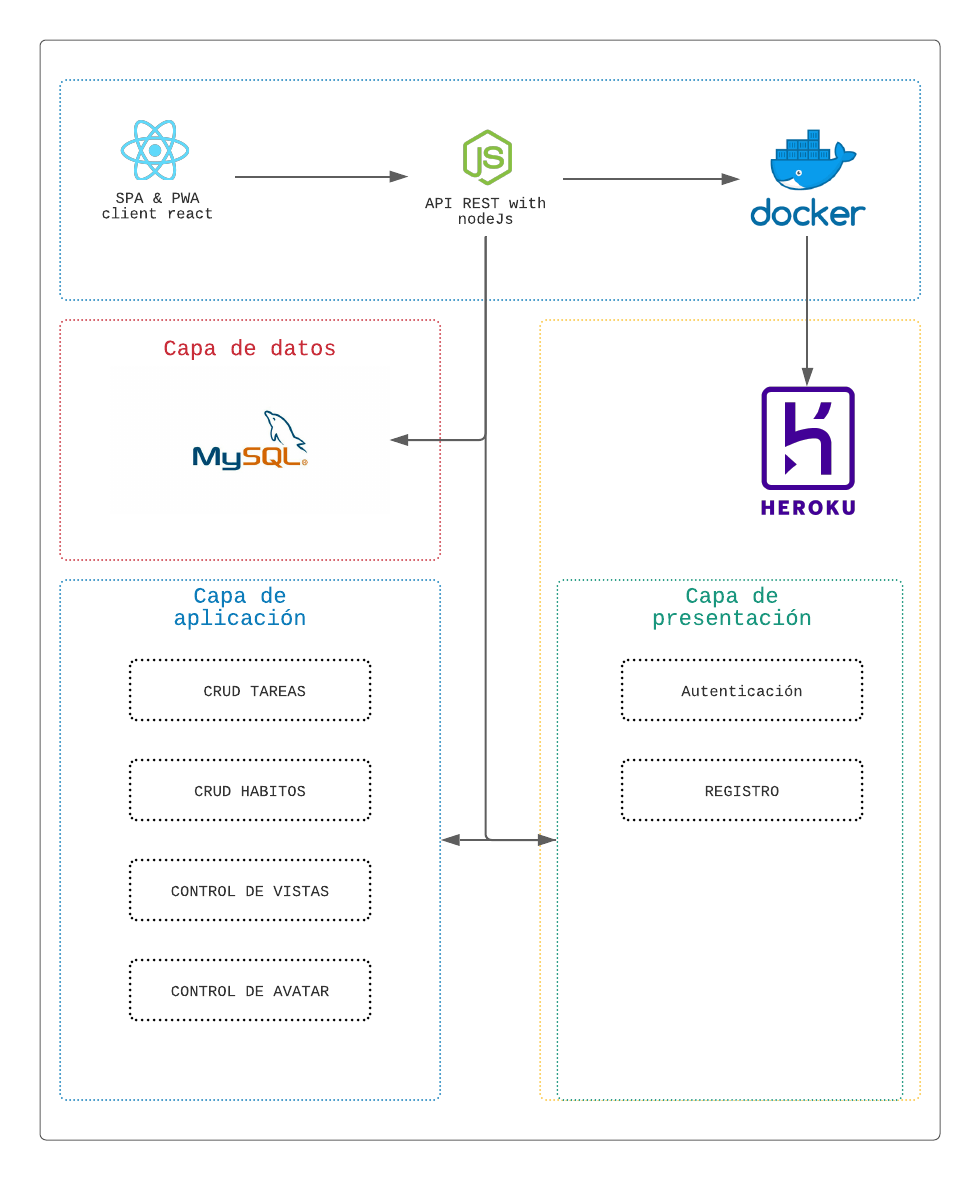 SPA & PWA
client react
JS
API REST with
nodeJs
docker
Capa de datos
MySQL®
HEROKU
Capa de
aplicación
CRUD TAREAS
CRUD HABITOS
CONTROL DE VISTAS
CONTROL DE AVATAR
Capa de
presentación
Autenticación
REGISTRO